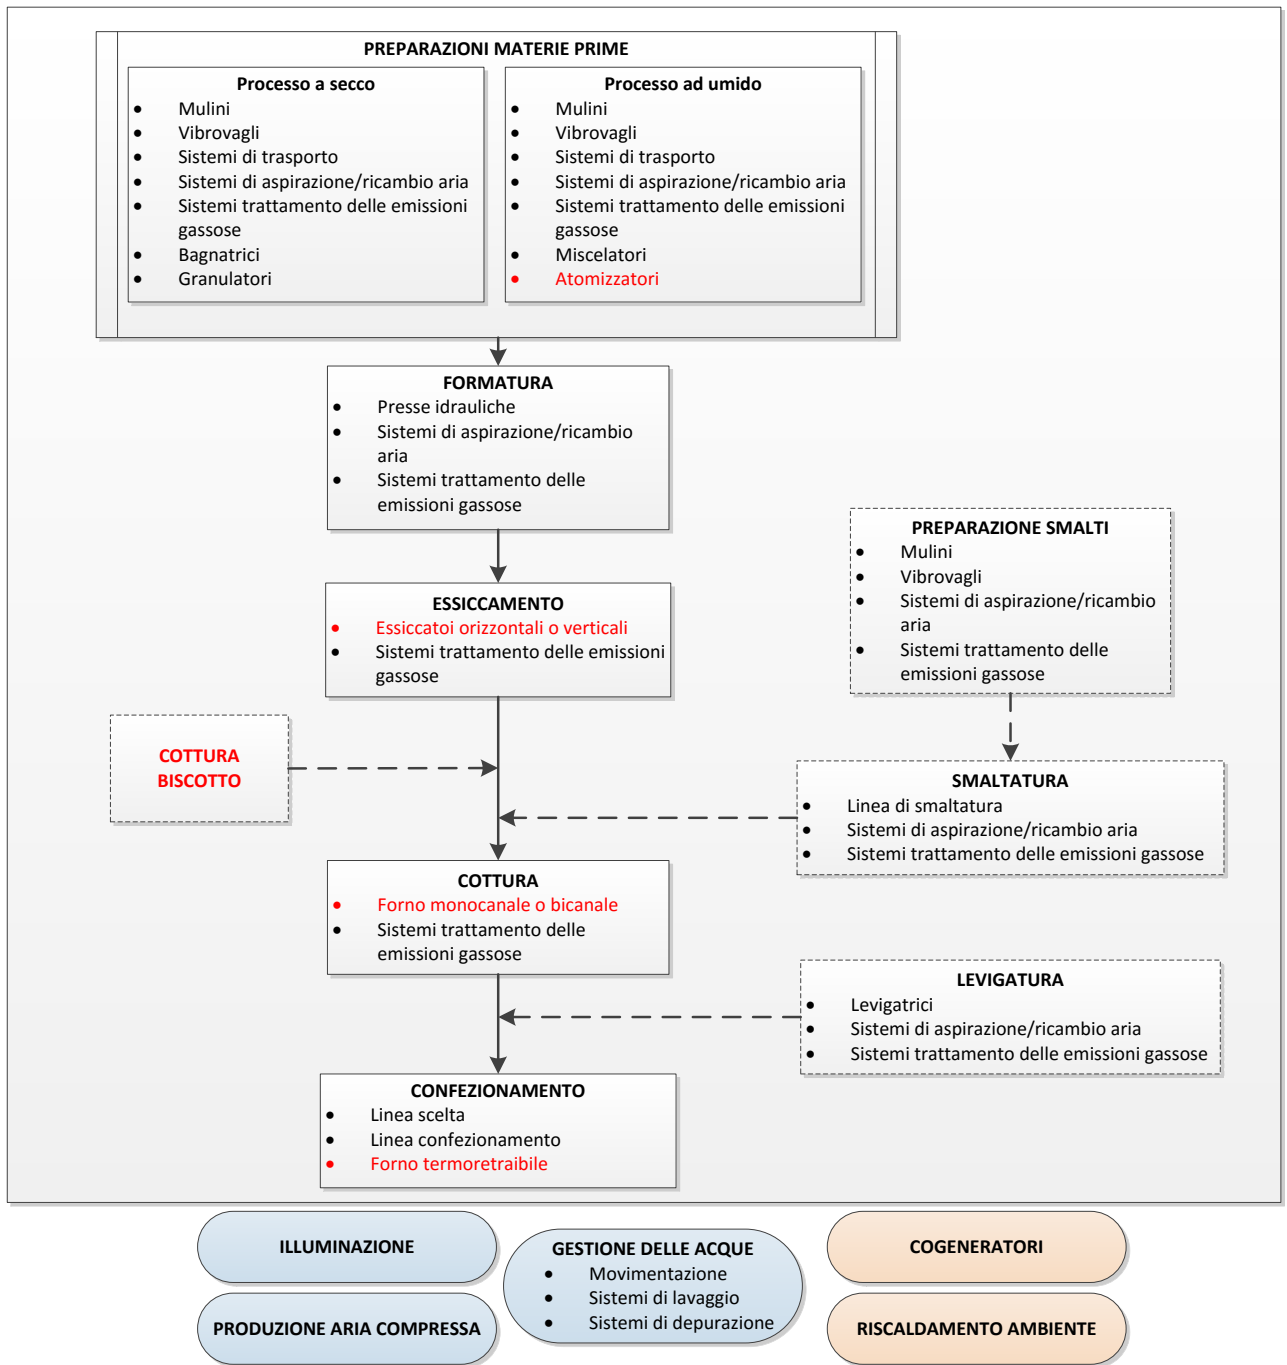 PREPARAZIONI MATERIE PRIME
Processo a secco
• Mulini
• Vibrovagli
• Sistemi di trasporto
• Sistemi di aspirazione/ricambio aria
• Sistemi trattamento delle emissioni
gassose
• Bagnatrici
• Granulatori
Processo ad umido
• Mulini
• Vibrovagli
• Sistemi di trasporto
• Sistemi di aspirazione/ricambio aria
• Sistemi trattamento delle emissioni
gassose
• Miscelatori
• Atomizzatori
FORMATURA
• Presse idrauliche
• Sistemi di aspirazione/ricambio
aria
• Sistemi trattamento delle
emissioni gassose
PREPARAZIONE SMALTI
• Mulini
• Vibrovagli
• Sistemi di aspirazione/ricambio
aria
• Sistemi trattamento delle
emissioni gassose
ESSICCAMENTO
• Essiccatoi orizzontali o verticali
• Sistemi trattamento delle emissioni
gassose
COTTURA
BISCOTTO
SMALTATURA
• Linea di smaltatura
• Sistemi di aspirazione/ricambio aria
• Sistemi trattamento delle emissioni gassose
COTTURA
• Forno monocanale o bicanale
• Sistemi trattamento delle
emissioni gassose
LEVIGATURA
• Levigatrici
• Sistemi di aspirazione/ricambio aria
• Sistemi trattamento delle emissioni gassose
CONFEZIONAMENTO
• Linea scelta
• Linea confezionamento
• Forno termoretraibile
ILLUMINAZIONE
GESTIONE DELLE ACQUE
• Movimentazione
• Sistemi di lavaggio
• Sistemi di depurazione
COGENERATORI
PRODUZIONE ARIA COMPRESSA
RISCALDAMENTO AMBIENTE